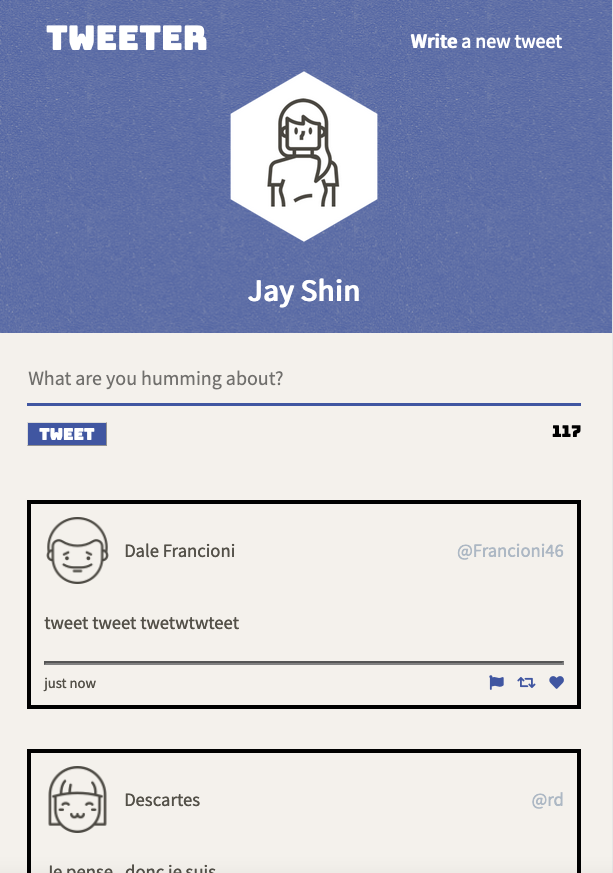 TWEETER
Write a new tweet
Jay Shin
What are you humming about?
TWEET
117
Dale Francioni
@Francioni46
tweet tweet twetwtwteet
just now
Descartes
@rd
Je pense , donc je suis